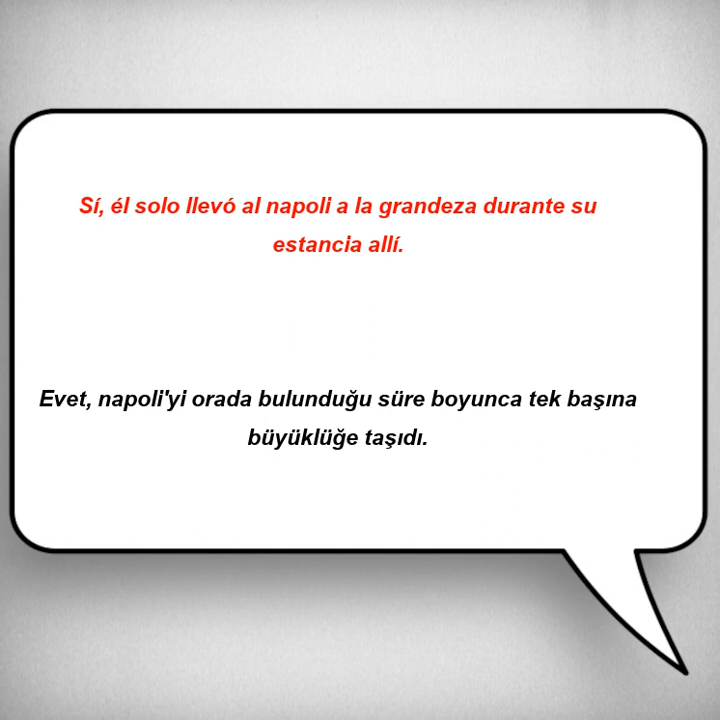 Sí, él solo llevó al napoli a la grandeza durante su
estancia allí.
Evet, napoli'yi orada bulunduğu süre boyunca tek başına
büyüklüğe taşıdı.